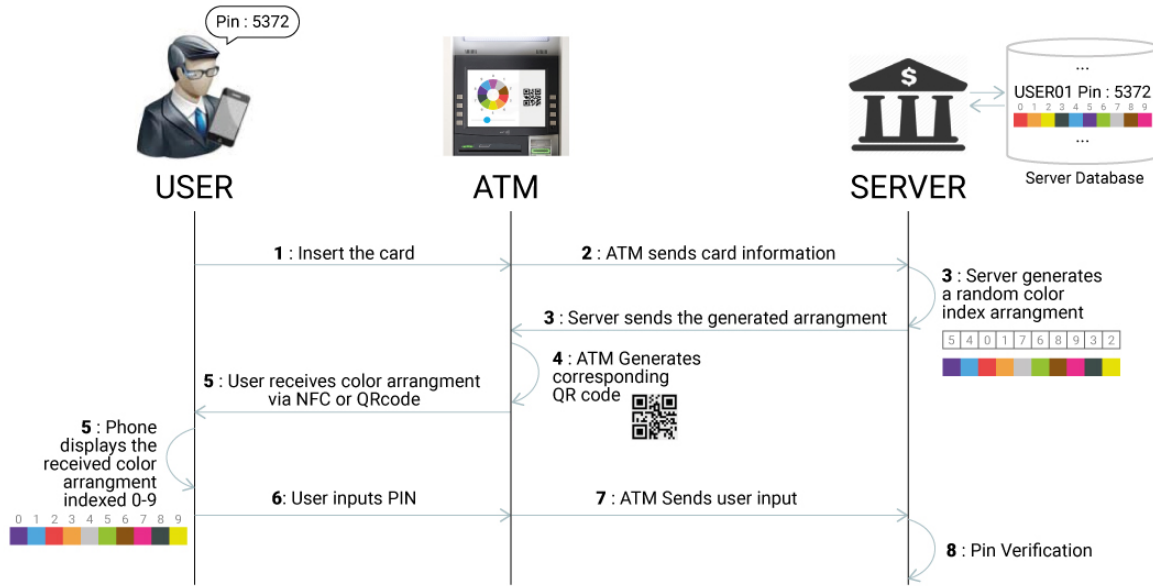 Pin : 5372
...
USER01 Pin : 5372
0 1 2 3 4 5 6 7 8 9
...
Server Database
USER
ATM
$
SERVER
1 : Insert the card
2 : ATM sends card information
3 : Server generates
a random color
index arrangment
5 4 0 1 7 6 8 9 3 2
3 : Server sends the generated arrangment
4 : ATM Generates
corresponding
QR code
5 : User receives color arrangment
via NFC or QRcode
5 : Phone
displays the
received color
arrangment
indexed 0-9
0 1 2 3 4 5 6 7 8 9
6: User inputs PIN
7 : ATM Sends user input
8 : Pin Verification